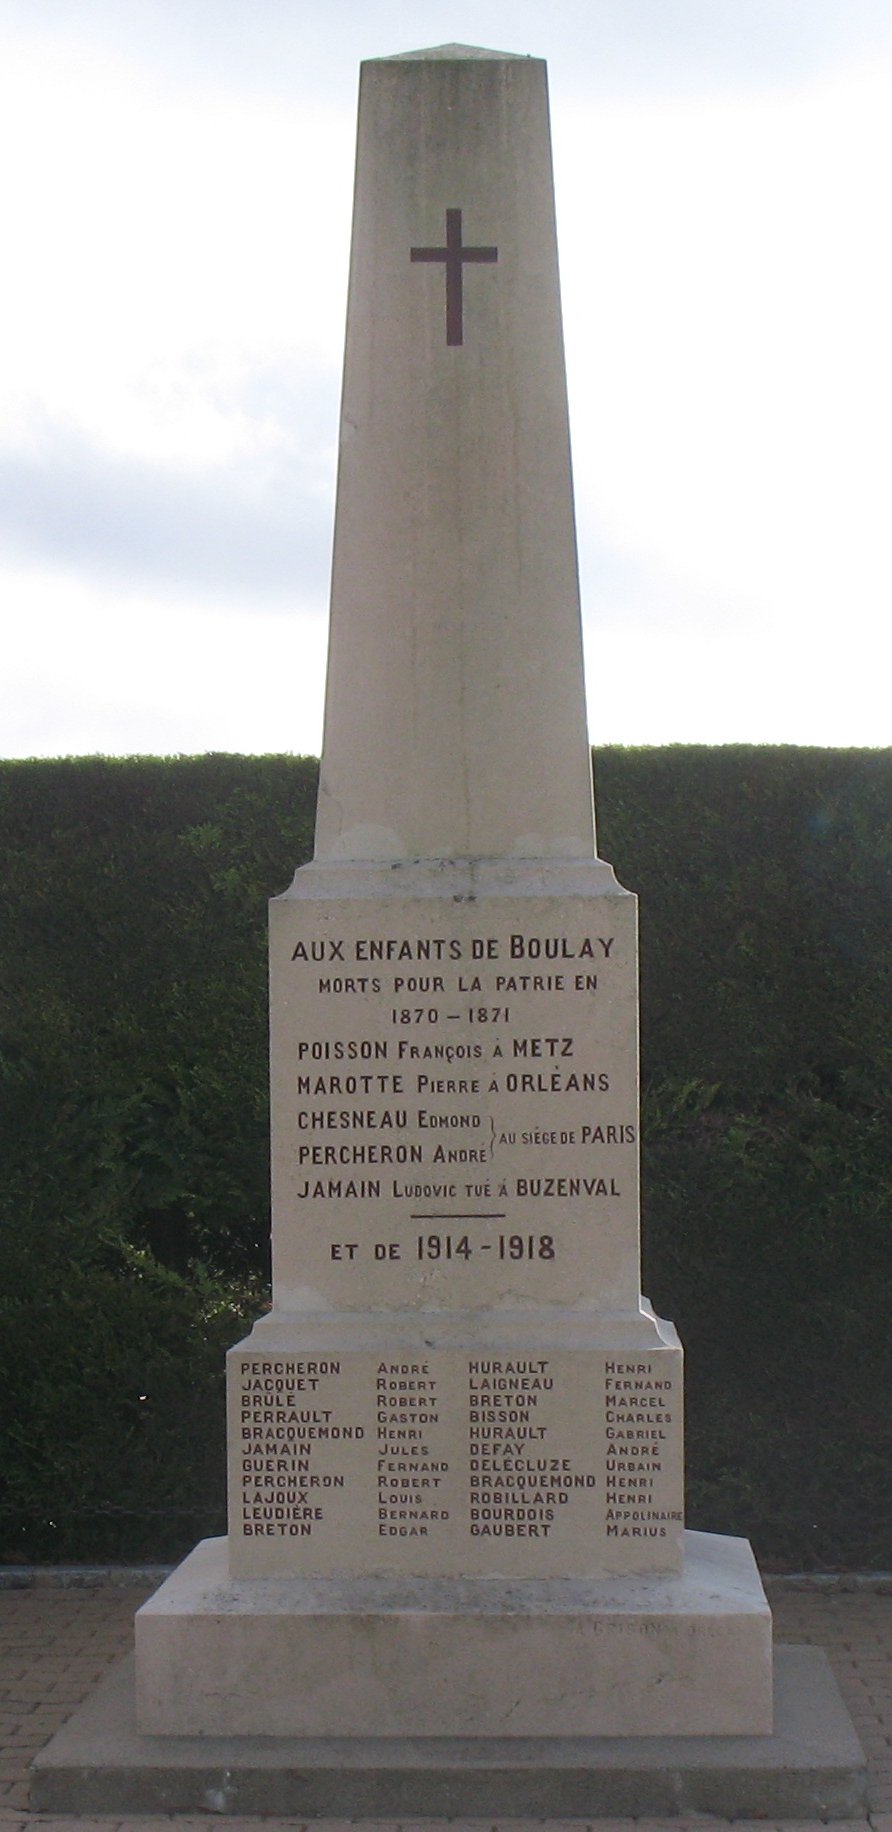 AUX ENFANTS DE BOULAY
MORTS POUR LA PATRIE EN
1870-1871
POISSON FRANÇOIS À METZ
MAROTTE PIERRE À ORLÉANS
CHESNEAU EDMOND
PERCHERON ANDRÉ } AU SIÉGE DE PARIS
JAMAIN LUDOVIC TUÉ À BUZENVAL
ET DE 1914-1918
PERCHERON ANDRÉ HURAULT HENRI
JACQUET ROBERT LAIGNEAU FERNAND
BRÛLÉ ROBERT BRETON MARCEL
PERRAULT GASTON BISSON CHARLES
BRACQUEMOND HENRI HURAULT GABRIEL
JAMAIN JULES DEFAY ANDRÉ
GUERIN FERNAND DELÉCLUZE URBAIN
PERCHERON ROBERT BRACQUEMOND HENRI
LAJOUX LOUIS ROBILLARD HENRI
LEUDIÈRE BERNARD BOURDOIS APPOLINAIRE
BRETON EDGAR GAUBERT MARIUS
GRISON